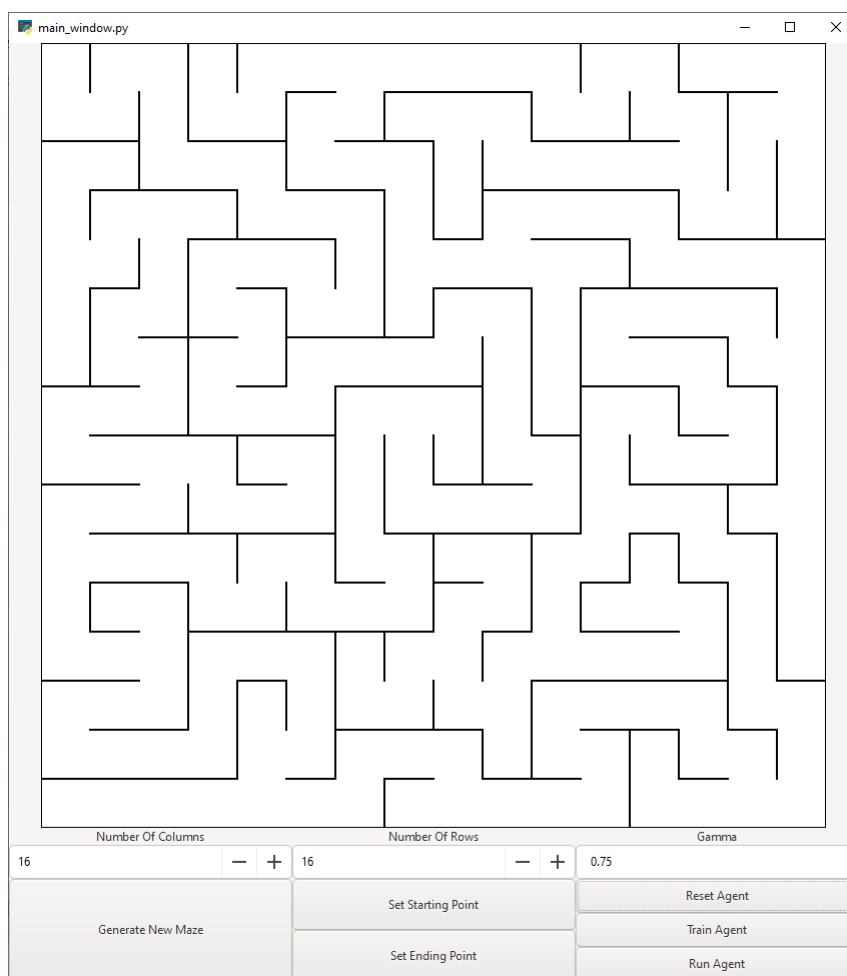 main_window.py
Number Of Columns
Number Of Rows
Gamma
16
16
0.75
Generate New Maze
Set Starting Point
Set Ending Point
Reset Agent
Train Agent
Run Agent